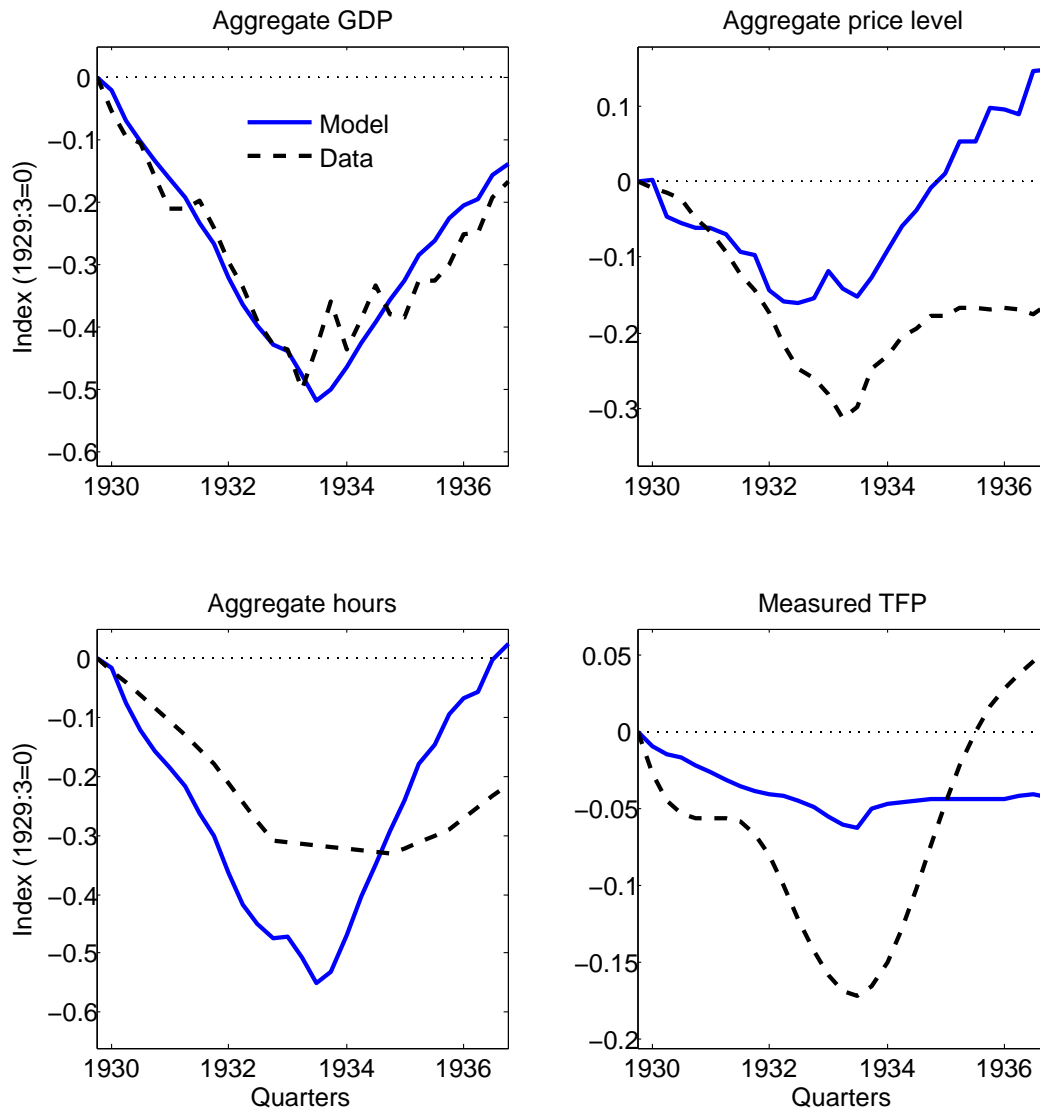 Aggregate GDP
0
−0.1
−0.2
−0.3
−0.4
−0.5
−0.6
1930 1932 1934 1936
Index (1929:3=0)
Model
Data
Aggregate price level
0.1
0
−0.1
−0.2
−0.3
1930 1932 1934 1936
Aggregate hours
0
−0.1
−0.2
−0.3
−0.4
−0.5
−0.6
1930 1932 1934 1936
Index (1929:3=0)
Quarters
Measured TFP
0.05
0
−0.05
−0.1
−0.15
−0.2
1930 1932 1934 1936
Quarters